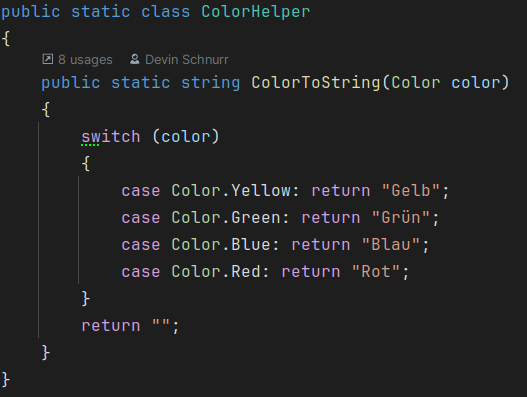 public static class ColorHelper
{
8 usages Devin Schnurr
public static string ColorToString(Color color)
{
switch (color)
{
case Color.Yellow: return "Gelb";
case Color.Green: return "Grün";
case Color.Blue: return "Blau";
case Color.Red: return "Rot";
}
return "";
}
}